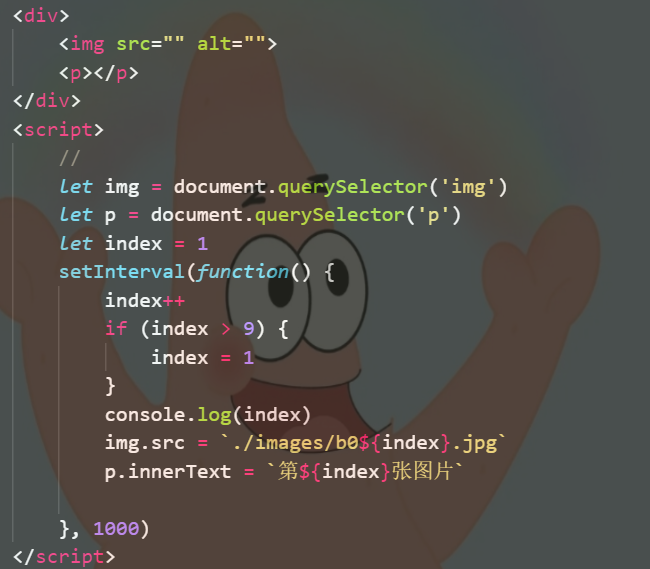 <div>
<img src="" alt="">
<p></p>
</div>
<script>
//
let img = document.querySelector('img')
let p = document.querySelector('p')
let index = 1
setInterval(function() {
index++
if (index > 9) {
index = 1
}
console.log(index)
img.src = `./images/b0${index}.jpg`
p.innerText = `第${index}张图片`
}, 1000)
</script>